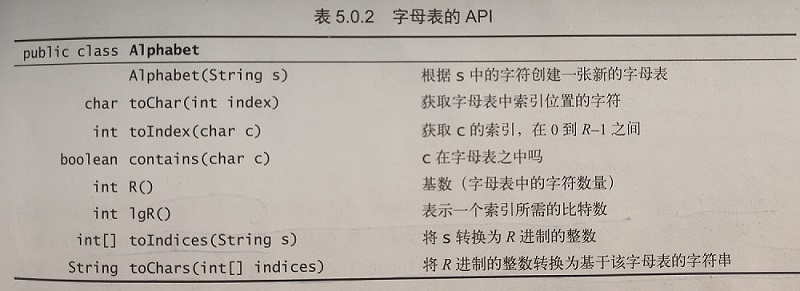 表 5.0.2 字母表的 API
public class Alphabet
Alphabet(String s) 根据 s 中的字符创建一张新的字母表
char toChar(int index) 获取字母表中索引位置的字符
int toIndex(char c) 获取 c 的索引，在 0 到 R–1 之间
boolean contains(char c) c 在字母表之中吗
int R() 基数（字母表中的字符数量）
int lgR() 表示一个索引所需的比特数
int[] toIndices(String s) 将 s 转换为 R 进制的整数
String toChars(int[] indices) 将 R 进制的整数转换为基于该字母表的字符串